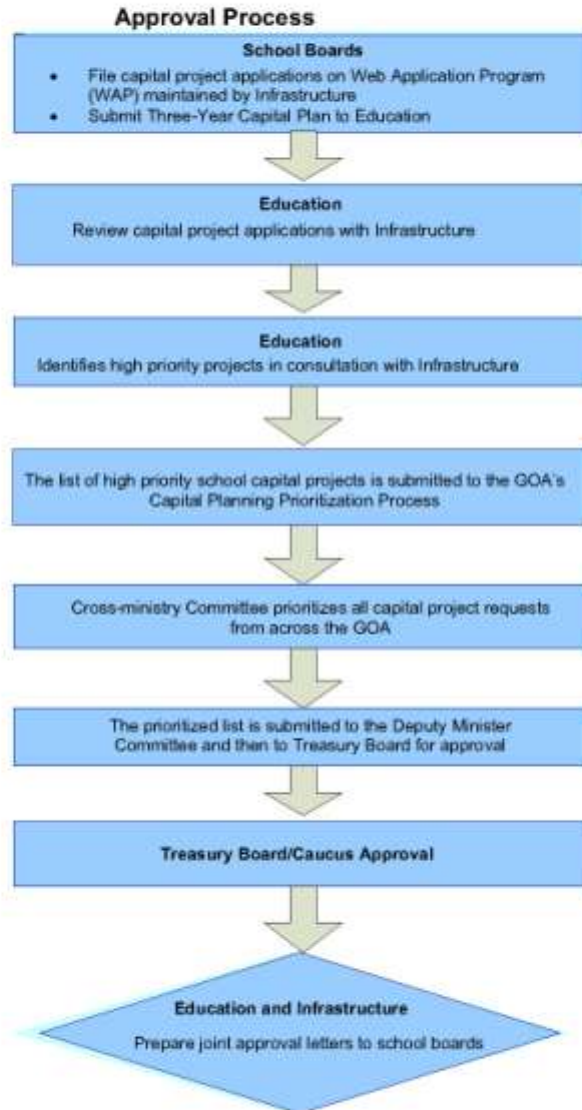 Approval Process
School Boards
• File capital project applications on Web Application Program
(WAP) maintained by Infrastructure
• Submit Three-Year Capital Plan to Education
Education
Review capital project applications with Infrastructure
Education
Identifies high priority projects in consultation with Infrastructure
The list of high priority school capital projects is submitted to the GOA's
Capital Planning Prioritization Process
Cross-ministry Committee prioritizes all capital project requests
from across the GOA
The prioritized list is submitted to the Deputy Minister
Committee and then to Treasury Board for approval
Treasury Board/Caucus Approval
Education and Infrastructure
Prepare joint approval letters to school boards